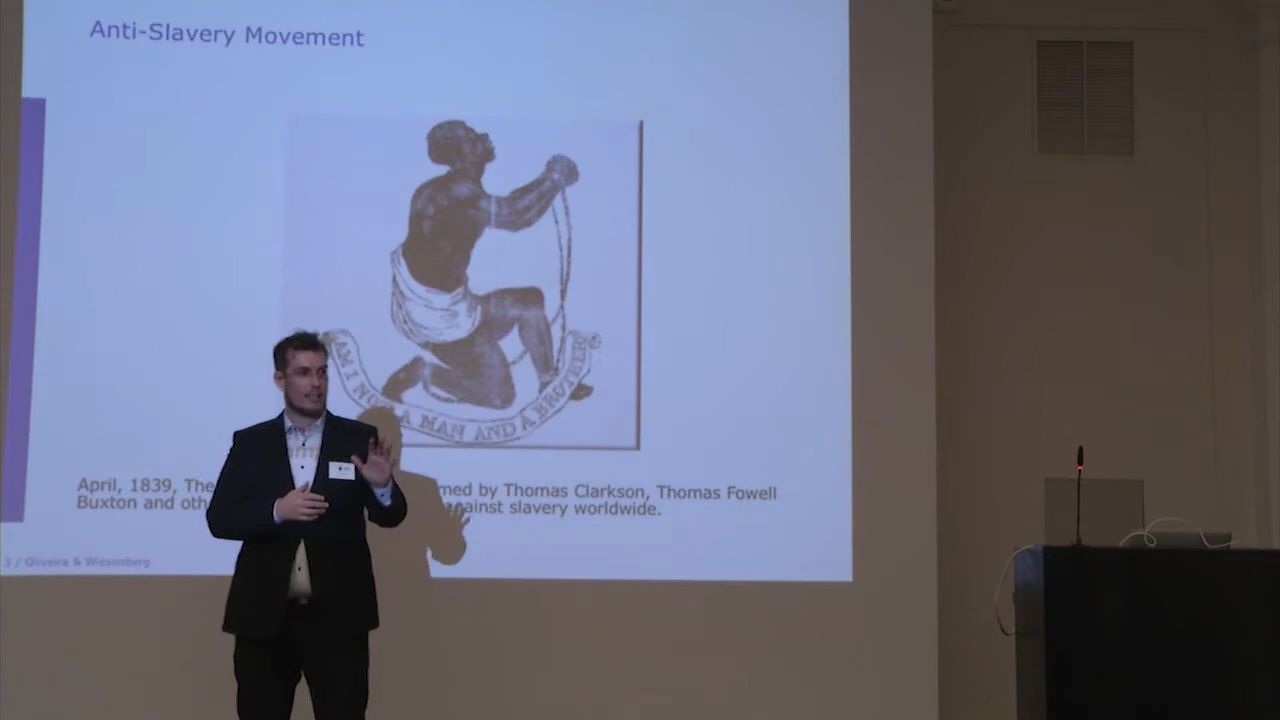 Anti-Slavery Movement
AM I NOT A MAN AND A BROTHER
April, 1839, The med by Thomas Clarkson, Thomas Fowell
Buxton and oth against slavery worldwide.
3 / Oliveira & Wiesenberg